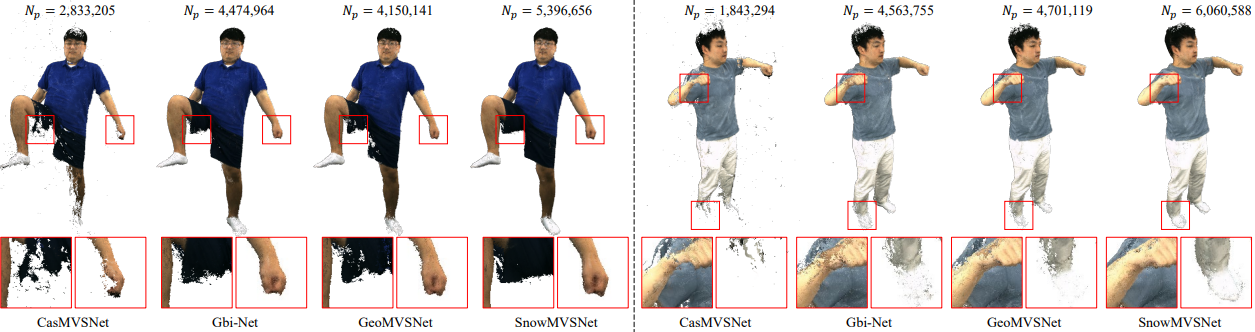 N_p = 2,833,205
N_p = 4,474,964
N_p = 4,150,141
N_p = 5,396,656
N_p = 1,843,294
N_p = 4,563,755
N_p = 4,701,119
N_p = 6,060,588
CasMVSNet
Gbi-Net
GeoMVSNet
SnowMVSNet
CasMVSNet
Gbi-Net
GeoMVSNet
SnowMVSNet